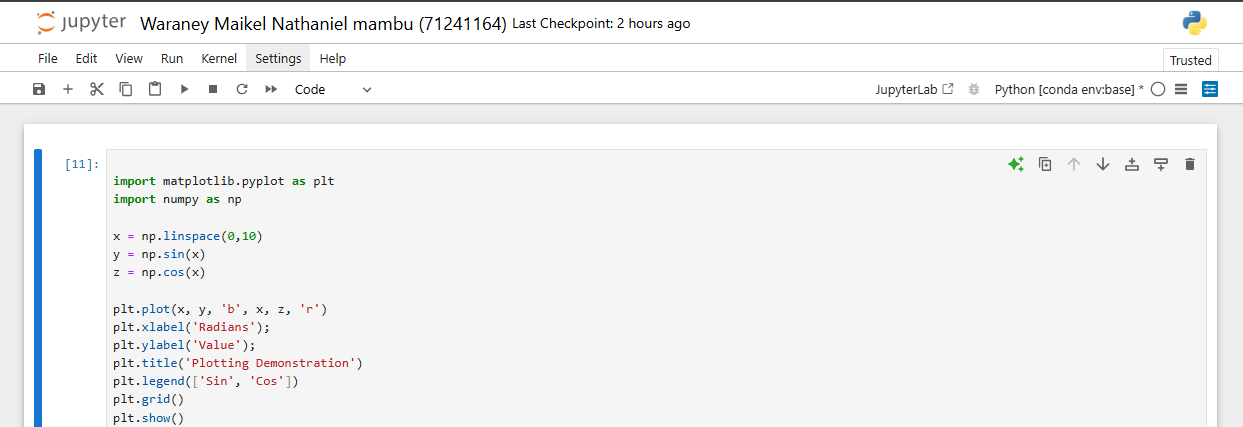 jupyter Waraney Maikel Nathaniel mambu (71241164) Last Checkpoint: 2 hours ago
File Edit View Run Kernel Settings Help
Trusted
Code JupyterLab Python [conda env:base] *
[11]:
import matplotlib.pyplot as plt
import numpy as np
x = np.linspace(0,10)
y = np.sin(x)
z = np.cos(x)
plt.plot(x, y, 'b', x, z, 'r')
plt.xlabel('Radians');
plt.ylabel('Value');
plt.title('Plotting Demonstration')
plt.legend(['Sin', 'Cos'])
plt.grid()
plt.show()